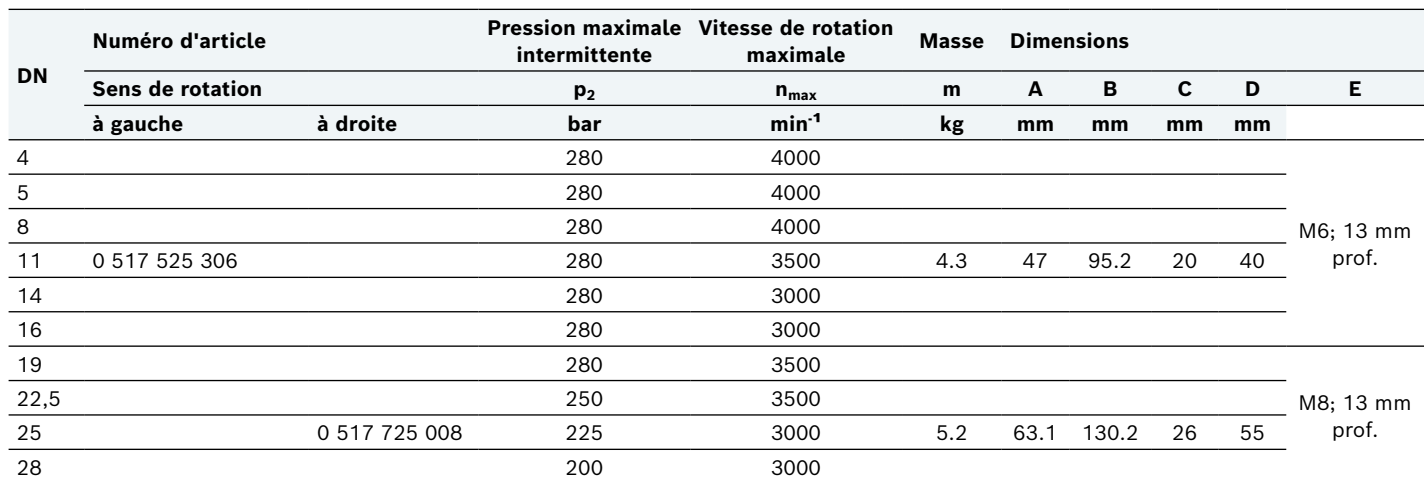 DN Numéro d'article Pression maximale intermittente Vitesse de rotation maximale Masse Dimensions
Sens de rotation p₂ nₘₐₓ m A B C D E
à gauche à droite bar min⁻¹ kg mm mm mm mm
4 280 4000
5 280 4000
8 280 4000
M6; 13 mm prof.
11 0 517 525 306 280 3500 4.3 47 95.2 20 40
14 280 3000
16 280 3000
19 280 3500
22,5 250 3500
M8; 13 mm prof.
25 0 517 725 008 225 3000 5.2 63.1 130.2 26 55
28 200 3000